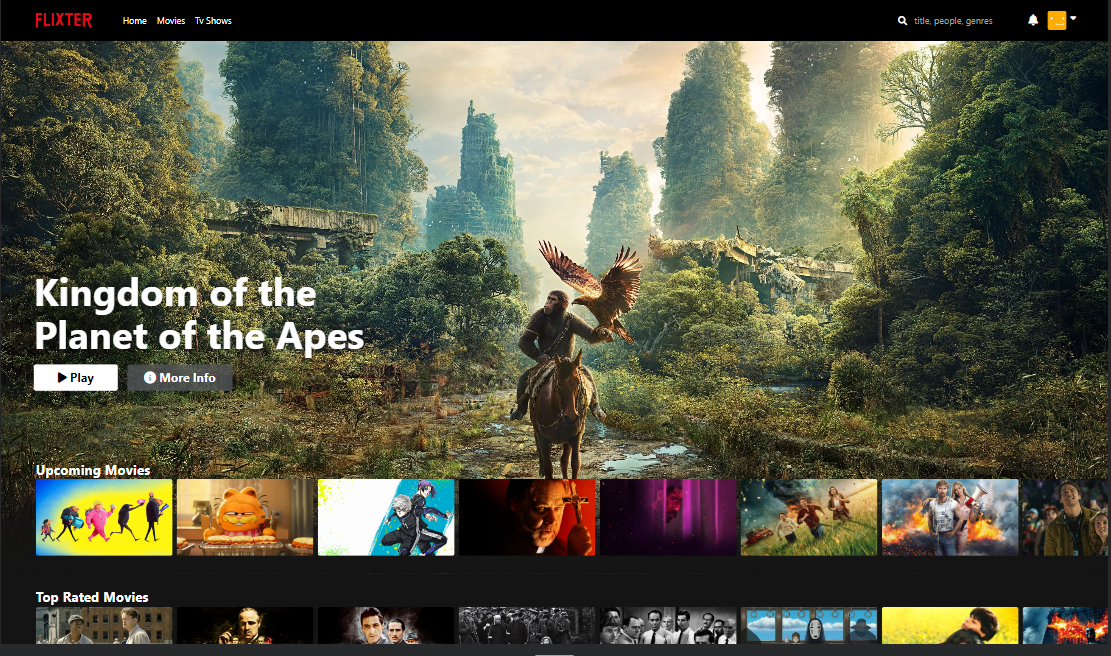 FLIXTER
Home Movies Tv Shows
title, people, genres
Kingdom of the
Planet of the Apes
Play
More Info
Upcoming Movies
Top Rated Movies